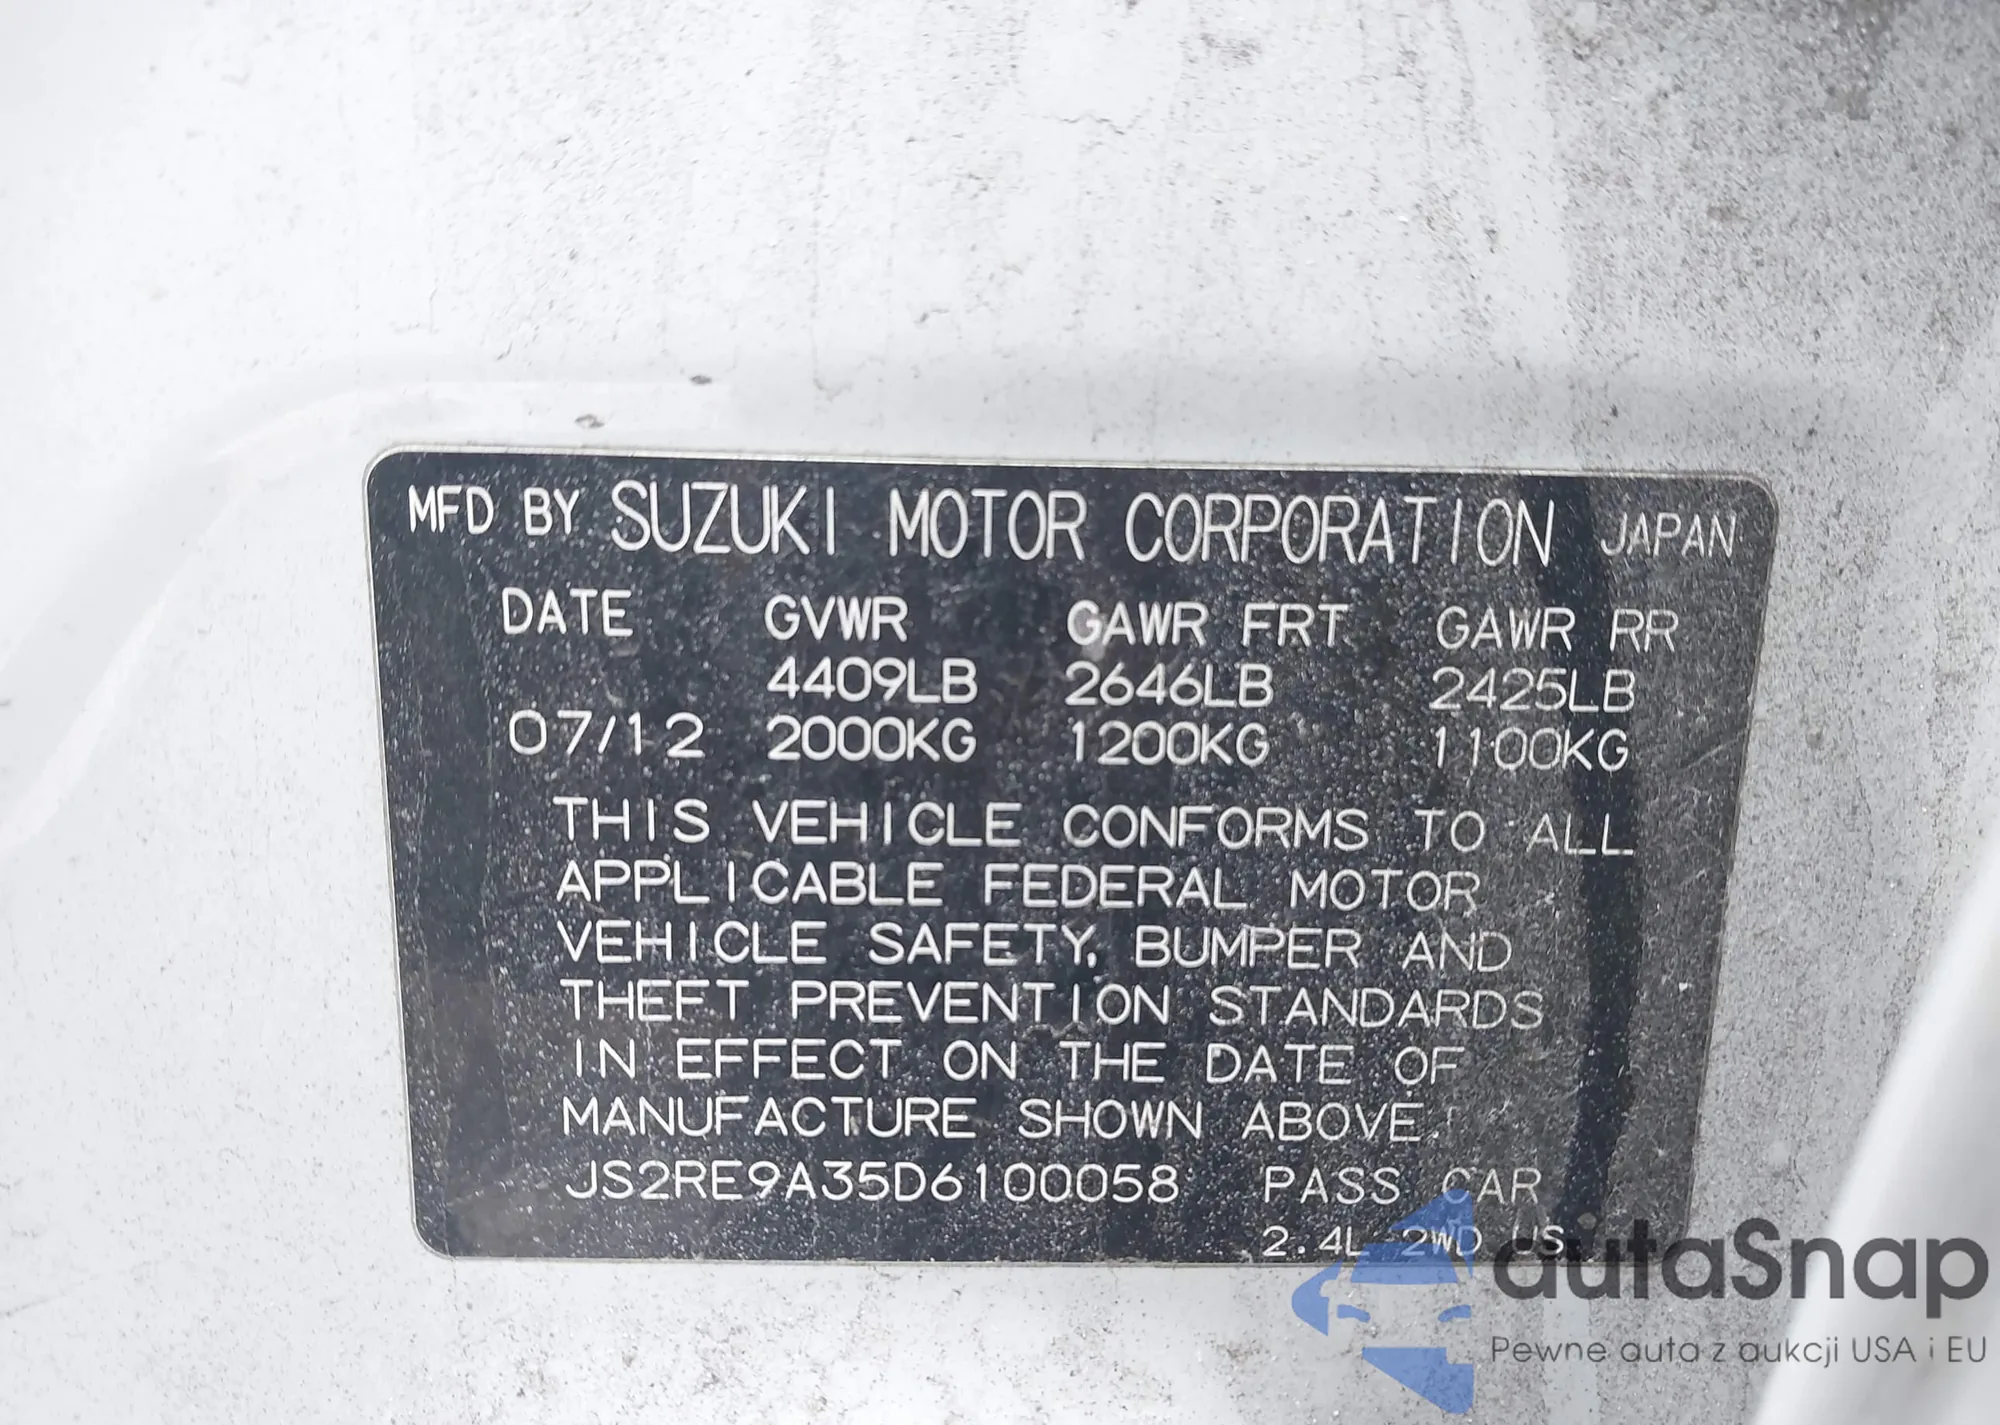 MFD BY SUZUKI MOTOR CORPORATION JAPAN
DATE GVWR GAWR FRT GAWR RR
4409LB 2646LB 2425LB
07/12 2000KG 1200KG 1100KG
THIS VEHICLE CONFORMS TO ALL
APPLICABLE FEDERAL MOTOR
VEHICLE SAFETY, BUMPER AND
THEFT PREVENTION STANDARDS
IN EFFECT ON THE DATE OF
MANUFACTURE SHOWN ABOVE.
JS2RE9A35D6100058 PASS CAR
2.4L 2WD US
autaSnap
Pewne auta z aukcji USA i EU